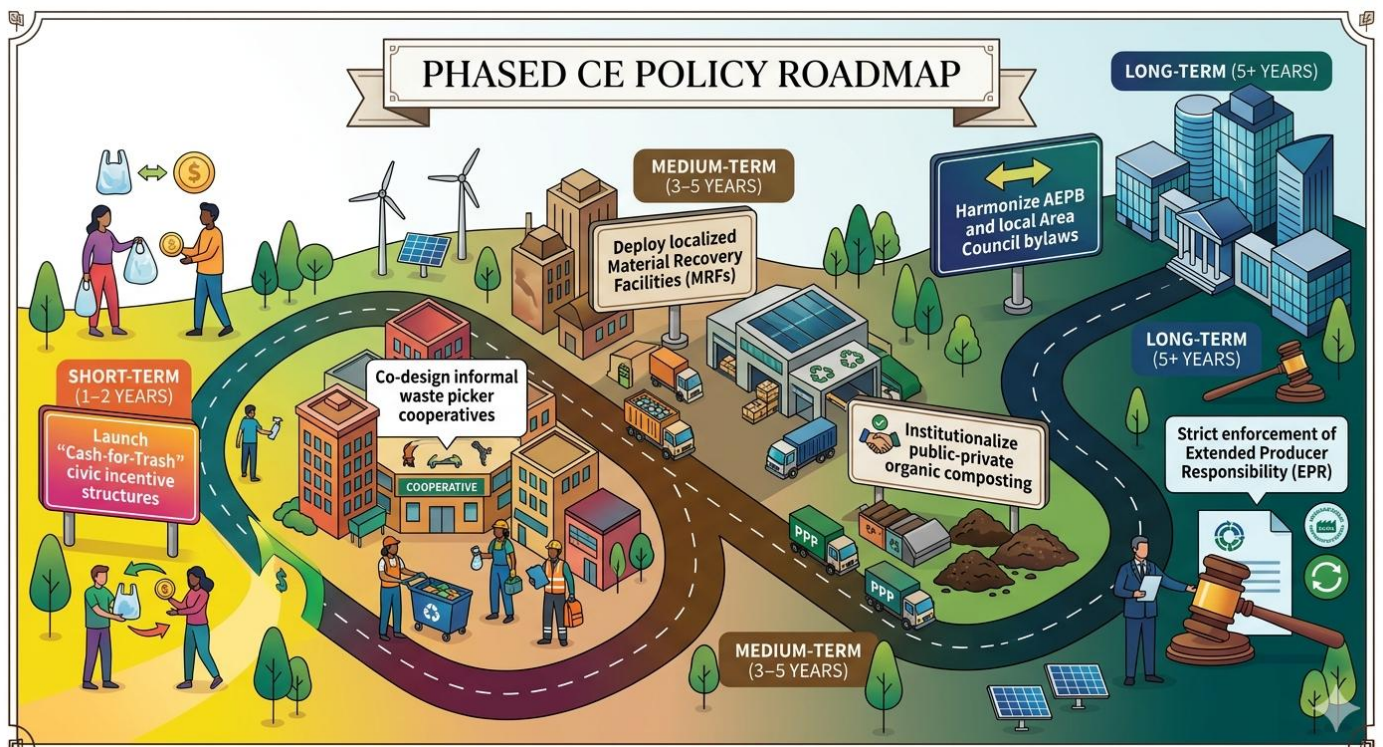 PHASED CE POLICY ROADMAP
SHORT-TERM
(1–2 YEARS)
Launch
“Cash-for-Trash”
civic incentive
structures
$
$
$
$
Co-design informal
waste picker
cooperatives
COOPERATIVE
MEDIUM-TERM
(3–5 YEARS)
Deploy localized
Material Recovery
Facilities (MRFs)
Institutionalize
public-private
organic composting
PPP
PPP
MEDIUM-TERM
(3–5 YEARS)
LONG-TERM (5+ YEARS)
Harmonize AEPB
and local Area
Council bylaws
LONG-TERM
(5+ YEARS)
Strict enforcement of
Extended Producer
Responsibility (EPR)